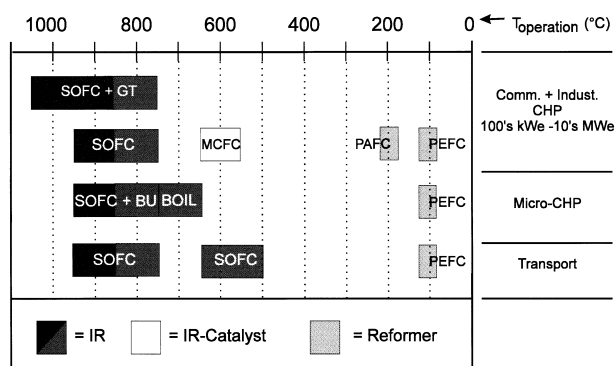 1000 800 600 400 200 0 T operation (°C)
SOFC + GT
Comm. + Indust.
CHP
100's kWe -10's MWe
SOFC MCFC PAFC PEFC
SOFC + BU BOIL PEFC Micro-CHP
SOFC SOFC PEFC Transport
= IR = IR-Catalyst = Reformer